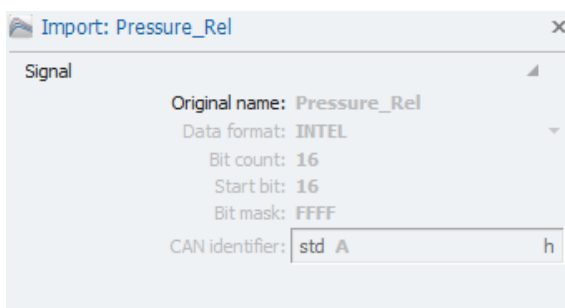 Import: Pressure_Rel
Signal
Original name: Pressure_Rel
Data format: INTEL
Bit count: 16
Start bit: 16
Bit mask: FFFF
CAN identifier: std A h